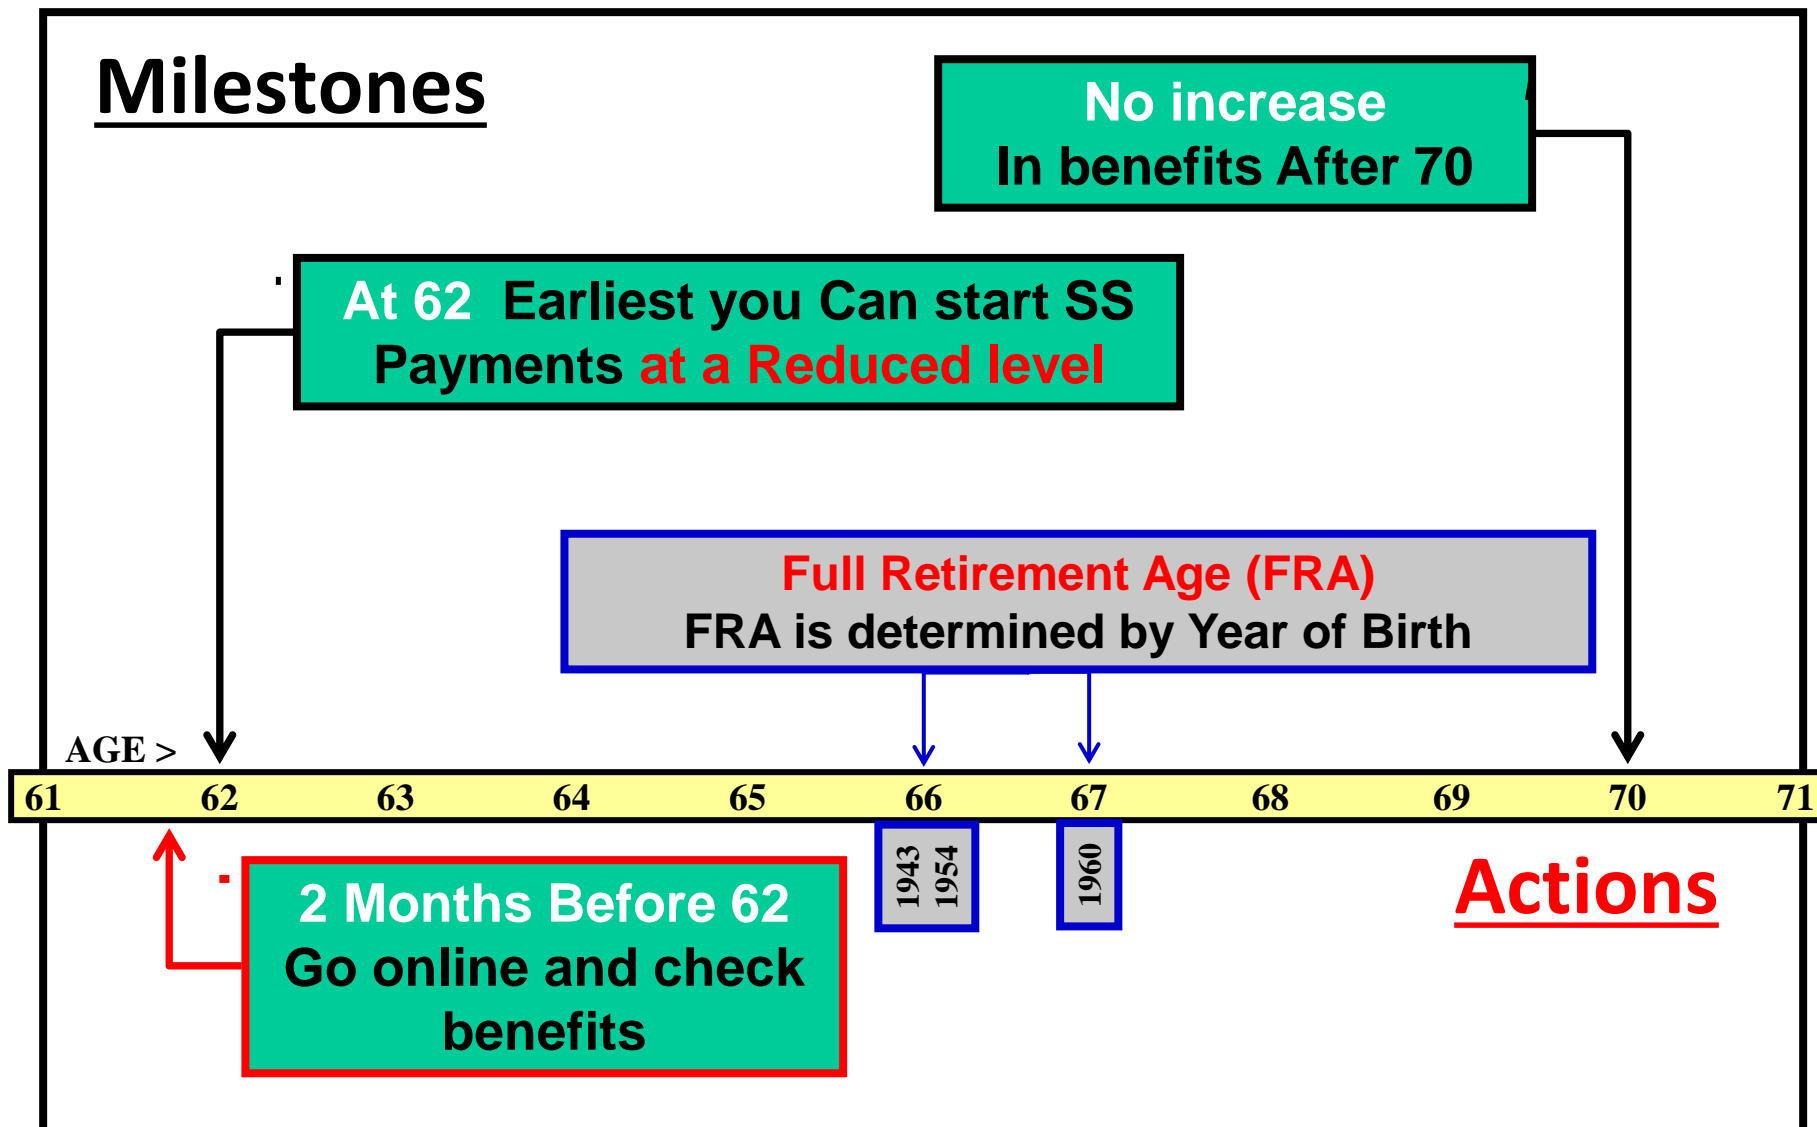 Milestones
No increase
In benefits After 70
At 62 Earliest you Can start SS
Payments at a Reduced level
Full Retirement Age (FRA)
FRA is determined by Year of Birth
AGE >
61 62 63 64 65 66 67 68 69 70 71
1943
1954
1960
Actions
2 Months Before 62
Go online and check
benefits